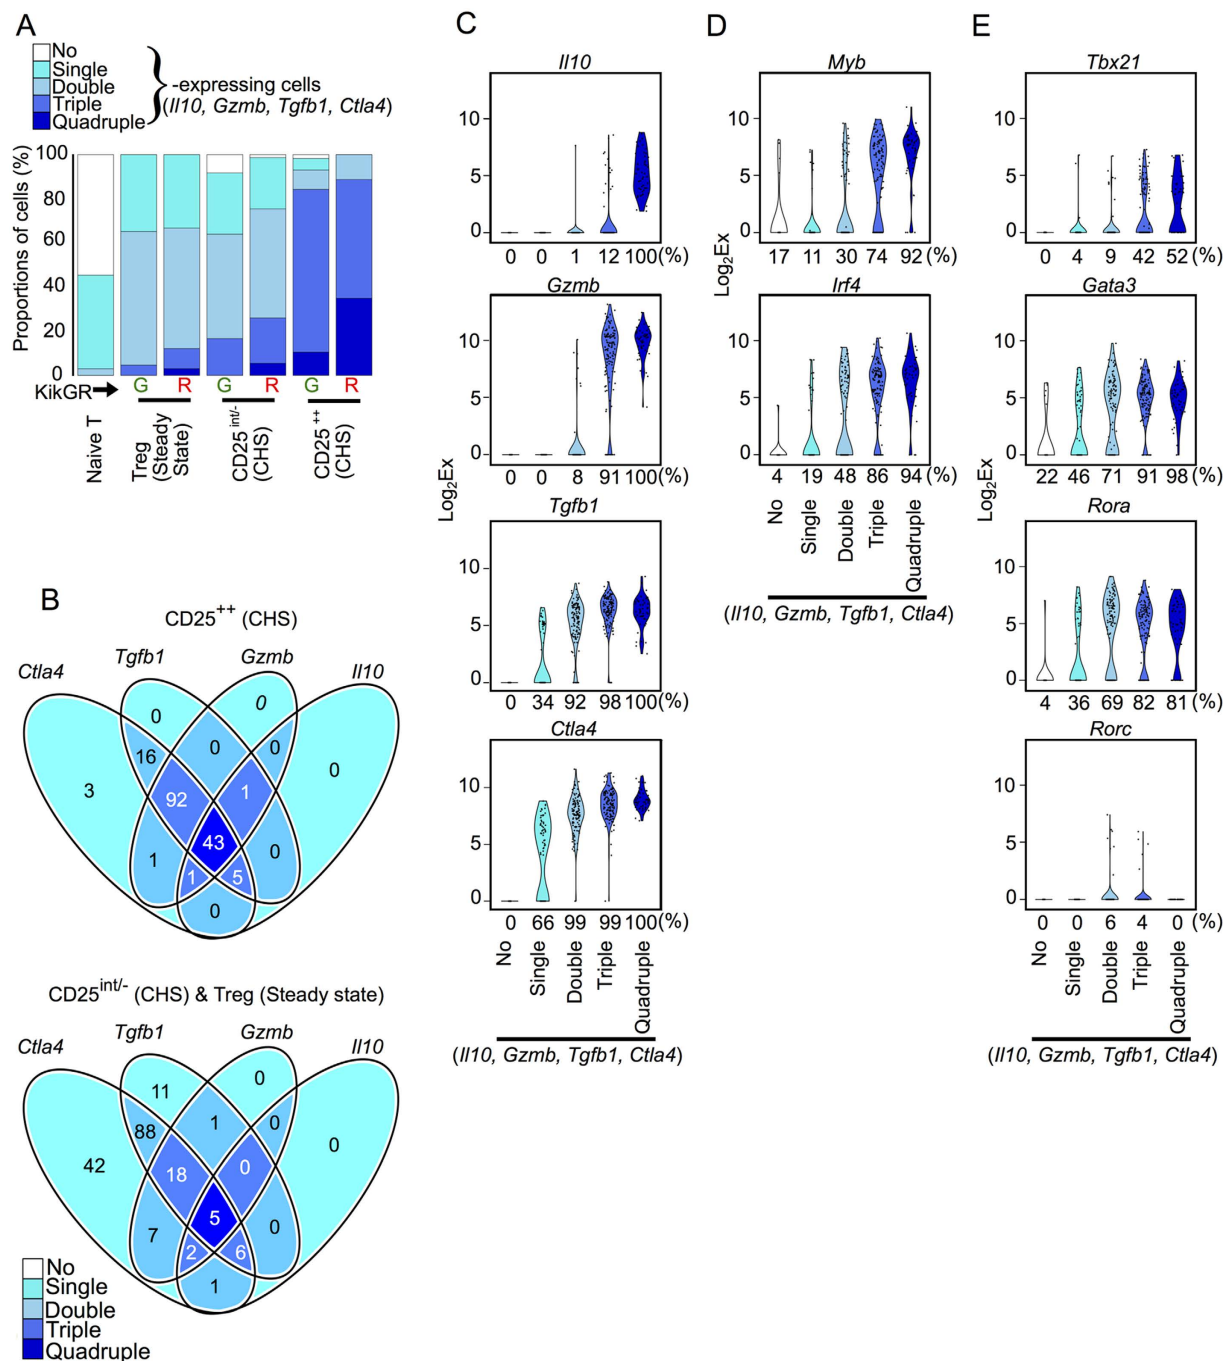 A
No
Single
Double
Triple
Quadruple
-expressing cells
(Il10, Gzmb, Tgfb1, Ctla4)
Proportions of cells (%)
100
80
60
40
20
0
KikGR
G R G R G R
Naive T
Treg (Steady State)
CD25int/- (CHS)
CD25++ (CHS)
B
CD25++ (CHS)
Ctla4 Tgfb1 Gzmb Il10
0 0
16 0 0
3 0
92 1
43
1 0
1 5
0
CD25int/- (CHS) & Treg (Steady state)
Ctla4 Tgfb1 Gzmb Il10
11 0
88 1 0
42 0
18 0
5
7 0
2 6
1
No
Single
Double
Triple
Quadruple
C
Log2Ex
Il10
10
5
0
0 0 1 12 100(%)
Gzmb
10
5
0
0 0 8 91 100(%)
Tgfb1
10
5
0
0 34 92 98 100(%)
Ctla4
10
5
0
0 66 99 99 100(%)
No
Single
Double
Triple
Quadruple
(Il10, Gzmb, Tgfb1, Ctla4)
D
Log2Ex
Myb
10
5
0
17 11 30 74 92(%)
Irf4
10
5
0
4 19 48 86 94(%)
No
Single
Double
Triple
Quadruple
(Il10, Gzmb, Tgfb1, Ctla4)
E
Log2Ex
Tbx21
10
5
0
0 4 9 42 52(%)
Gata3
10
5
0
22 46 71 91 98(%)
Rora
10
5
0
4 36 69 82 81(%)
Rorc
10
5
0
0 0 6 4 0(%)
No
Single
Double
Triple
Quadruple
(Il10, Gzmb, Tgfb1, Ctla4)